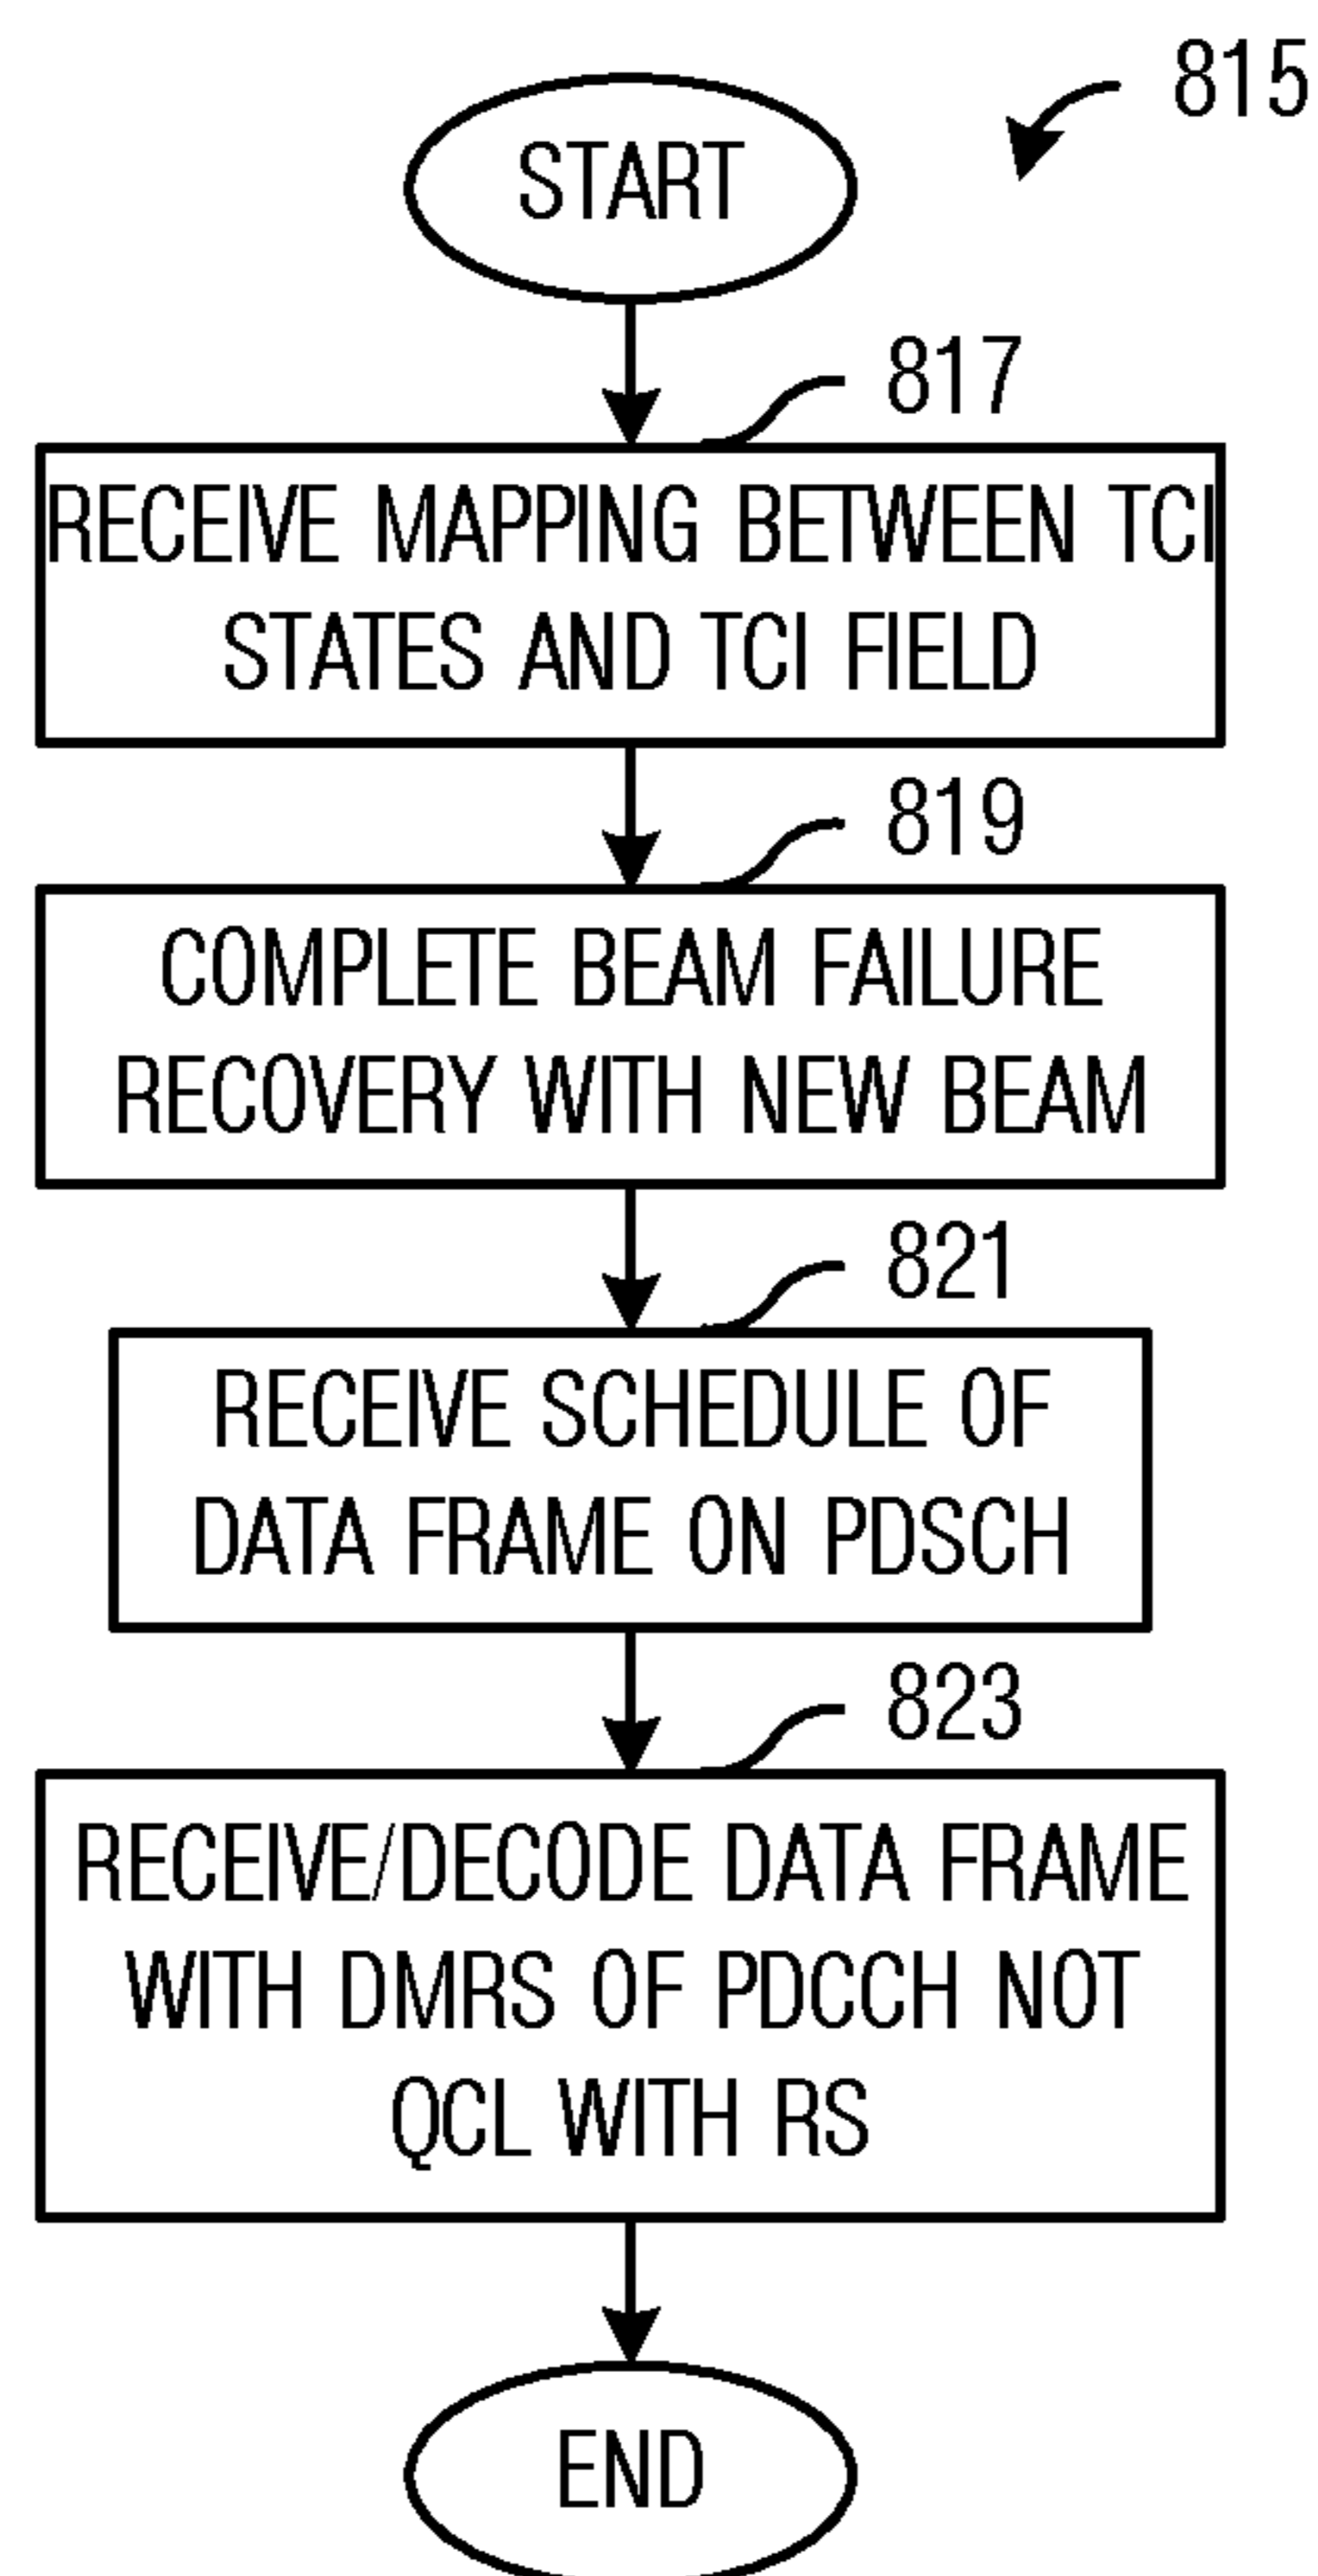 815
START
817
RECEIVE MAPPING BETWEEN TCI
STATES AND TCI FIELD
819
COMPLETE BEAM FAILURE
RECOVERY WITH NEW BEAM
821
RECEIVE SCHEDULE OF
DATA FRAME ON PDSCH
823
RECEIVE/DECODE DATA FRAME
WITH DMRS OF PDCCH NOT
QCL WITH RS
END